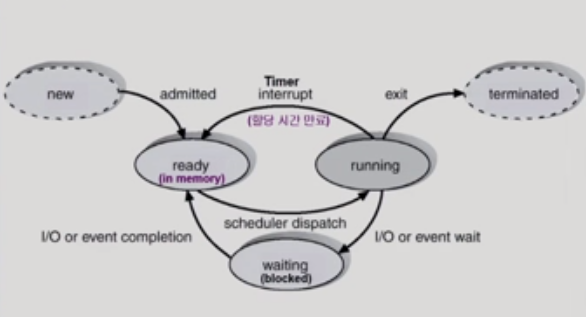 new
admitted
Timer
interrupt
(할당 시간 만료)
exit
terminated
ready
(in memory)
running
scheduler dispatch
I/O or event completion
I/O or event wait
waiting
(blocked)